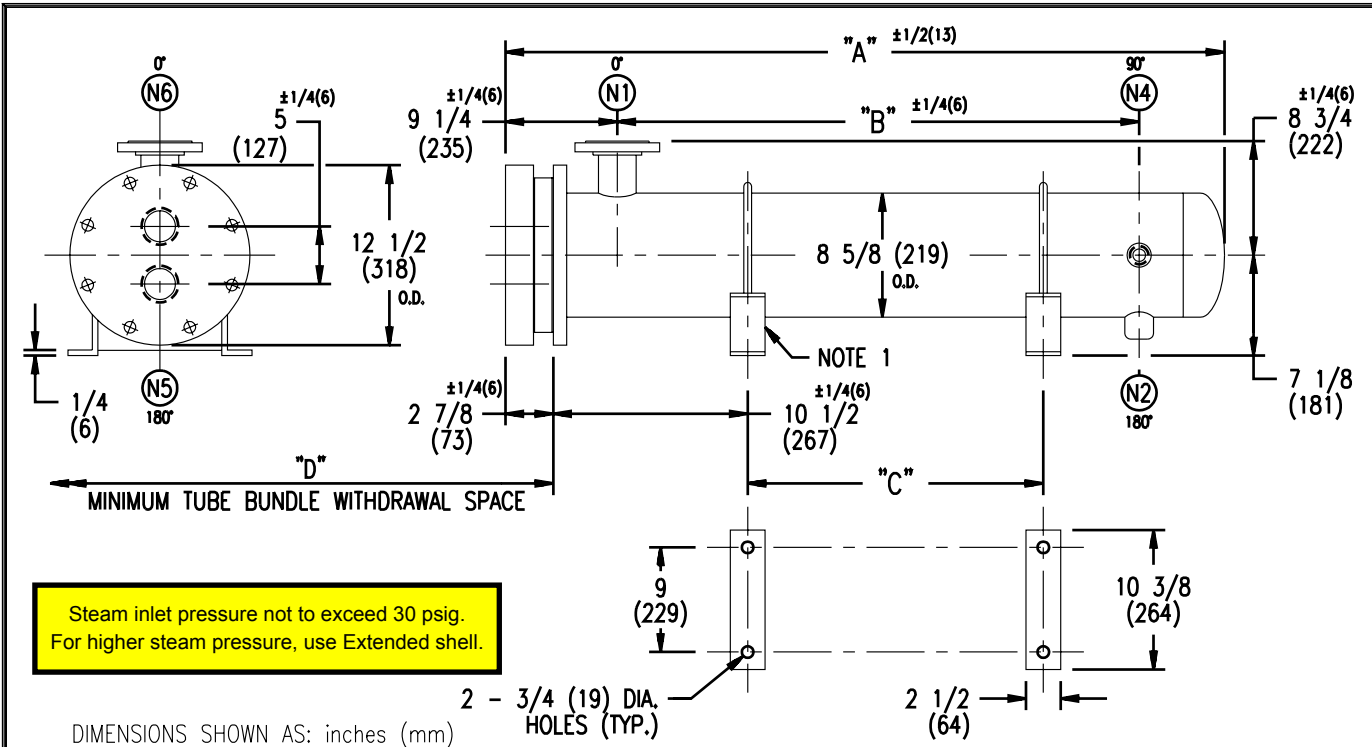 "A" ±1/2(13)
0°
N6
±1/4(6)
5
(127)
±1/4(6)
9 1/4
(235)
0°
N1
"B" ±1/4(6)
90°
N4
±1/4(6)
8 3/4
(222)
12 1/2
(318)
O.D.
8 5/8 (219)
O.D.
NOTE 1
1/4
(6)
N5
180°
±1/4(6)
2 7/8
(73)
±1/4(6)
10 1/2
(267)
N2
180°
7 1/8
(181)
"D"
MINIMUM TUBE BUNDLE WITHDRAWAL SPACE
"C"
9
(229)
10 3/8
(264)
Steam inlet pressure not to exceed 30 psig.
For higher steam pressure, use Extended shell.
2 - 3/4 (19) DIA.
HOLES (TYP.)
2 1/2
(64)
DIMENSIONS SHOWN AS: inches (mm)